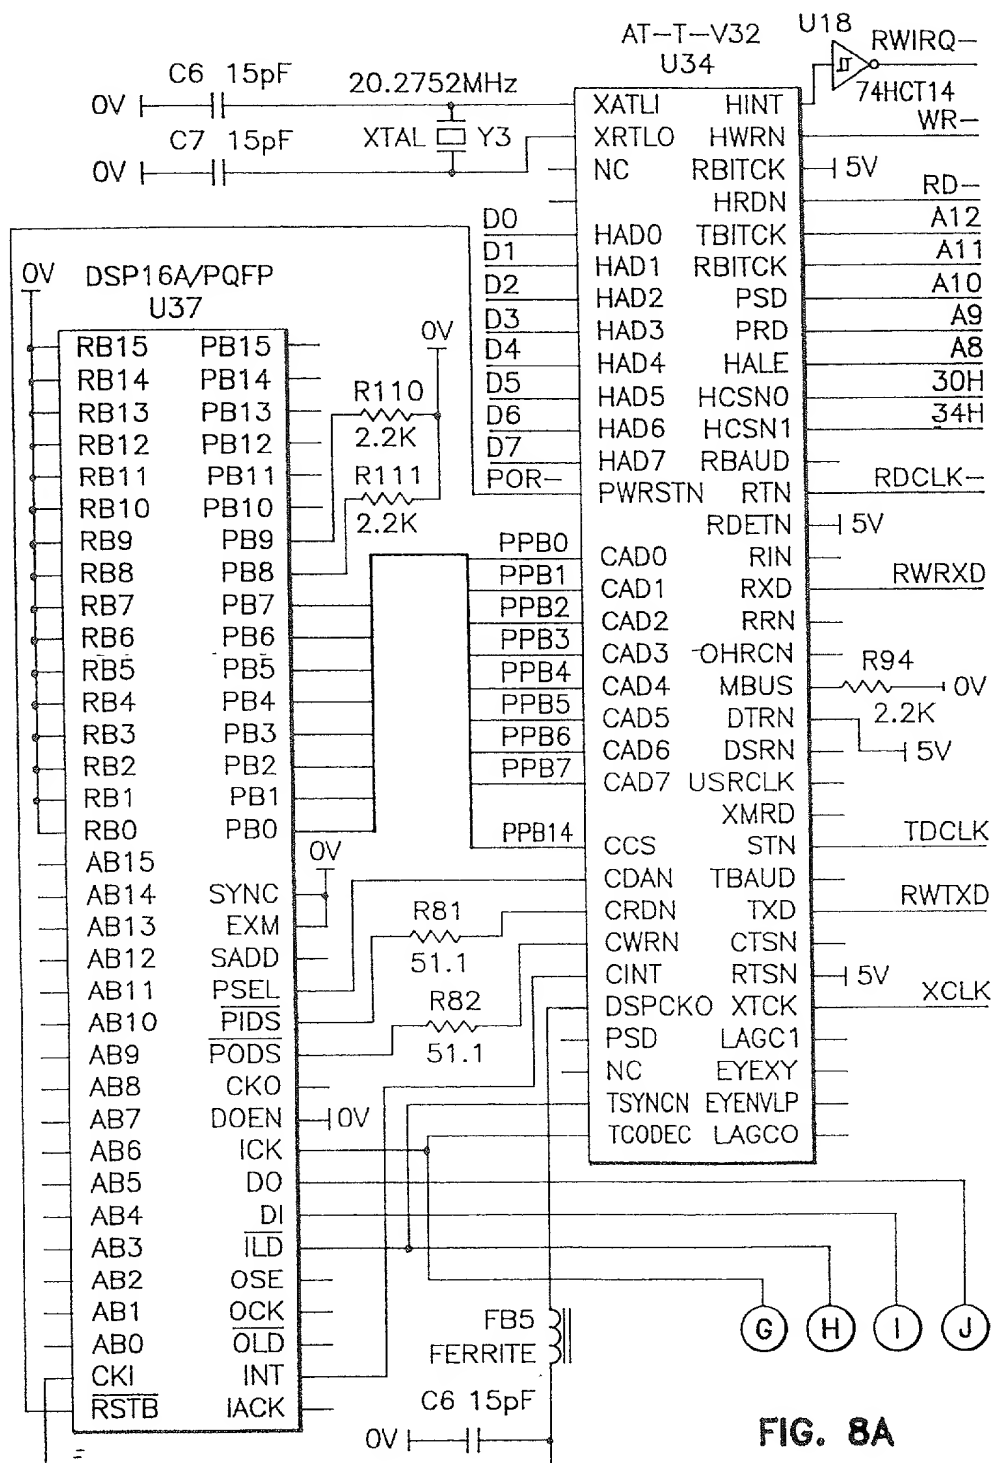 AT-T-V32
U34
U18
RWIRQ-
74HCT14
C6 15pF
0V
20.2752MHz
C7 15pF
0V
XTAL Y3
XATLI HINT
XRTLO HWRN WR-
NC RBITCK 5V
HRDN RD-
D0 HAD0 TBITCK A12
D1 HAD1 RBITCK A11
D2 HAD2 PSD A10
D3 HAD3 PRD A9
D4 HAD4 HALE A8
D5 HAD5 HCSN0 30H
D6 HAD6 HCSN1 34H
D7 HAD7 RBAUD
POR- PWRSTN RTN RDCLK-
RDETN 5V
PPB0 CAD0 RIN
PPB1 CAD1 RXD RWRXD
PPB2 CAD2 RRN
PPB3 CAD3 OHRCN
PPB4 CAD4 MBUS R94 2.2K 0V
PPB5 CAD5 DTRN
PPB6 CAD6 DSRN 5V
PPB7 CAD7 USRCLK
XMRD
PPB14 CCS STN TDCLK
CDAN TBAUD
CRDN TXD RWTXD
CWRN CTSN
CINT RTSN 5V
DSPCKO XTCK XCLK
PSD LAGC1
NC EYEXY
TSYNCN EYENVLP
TCODEC LAGCO
0V
DSP16A/PQFP
U37
0V
R110
2.2K
R111
2.2K
RB15 PB15
RB14 PB14
RB13 PB13
RB12 PB12
RB11 PB11
RB10 PB10
RB9 PB9
RB8 PB8
RB7 PB7
RB6 PB6
RB5 PB5
RB4 PB4
RB3 PB3
RB2 PB2
RB1 PB1
RB0 PB0
AB15 0V
AB14 SYNC
AB13 EXM
AB12 SADD
AB11 PSEL
AB10 PIDS
AB9 PODS
AB8 CKO
AB7 DOEN 0V
AB6 ICK
AB5 DO
AB4 DI
AB3 ILD
AB2 OSE
AB1 OCK
AB0 OLD
CKI INT
RSTB IACK
R81
51.1
R82
51.1
FB5
FERRITE
C6 15pF
0V
G H I J
FIG. 8A